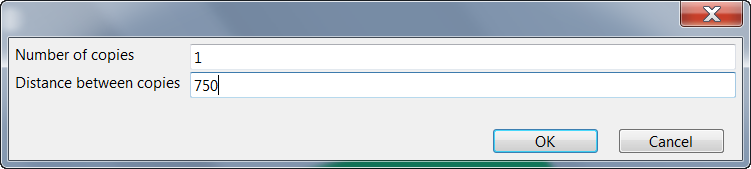 Number of copies 1
Distance between copies 750
OK Cancel